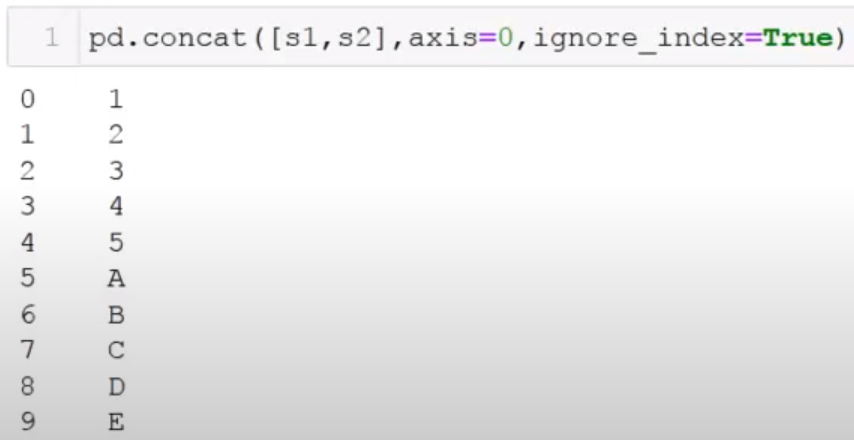 1 pd.concat([s1,s2],axis=0,ignore_index=True)
0 1
1 2
2 3
3 4
4 5
5 A
6 B
7 C
8 D
9 E